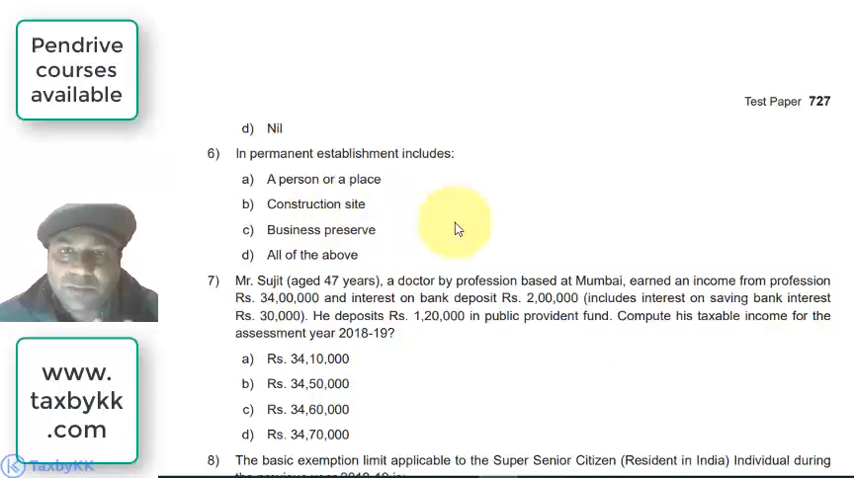 Pendrive
courses
available
Test Paper 727
d) Nil
6) In permanent establishment includes:
a) A person or a place
b) Construction site
c) Business preserve
d) All of the above
7) Mr. Sujit (aged 47 years), a doctor by profession based at Mumbai, earned an income from profession
Rs. 34,00,000 and interest on bank deposit Rs. 2,00,000 (includes interest on saving bank interest
Rs. 30,000). He deposits Rs. 1,20,000 in public provident fund. Compute his taxable income for the
assessment year 2018-19?
a) Rs. 34,10,000
b) Rs. 34,50,000
c) Rs. 34,60,000
d) Rs. 34,70,000
8) The basic exemption limit applicable to the Super Senior Citizen (Resident in India) Individual during
www.
taxbykk
.com
TaxbyKK